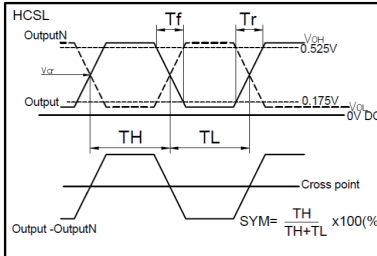 HCSL
OutputN
Tf
Tr
VOH
0.525V
Vcr
Output
0.175V
VOL
0V DC
TH
TL
Cross point
Output -OutputN
SYM= TH
TH+TL
x100(%